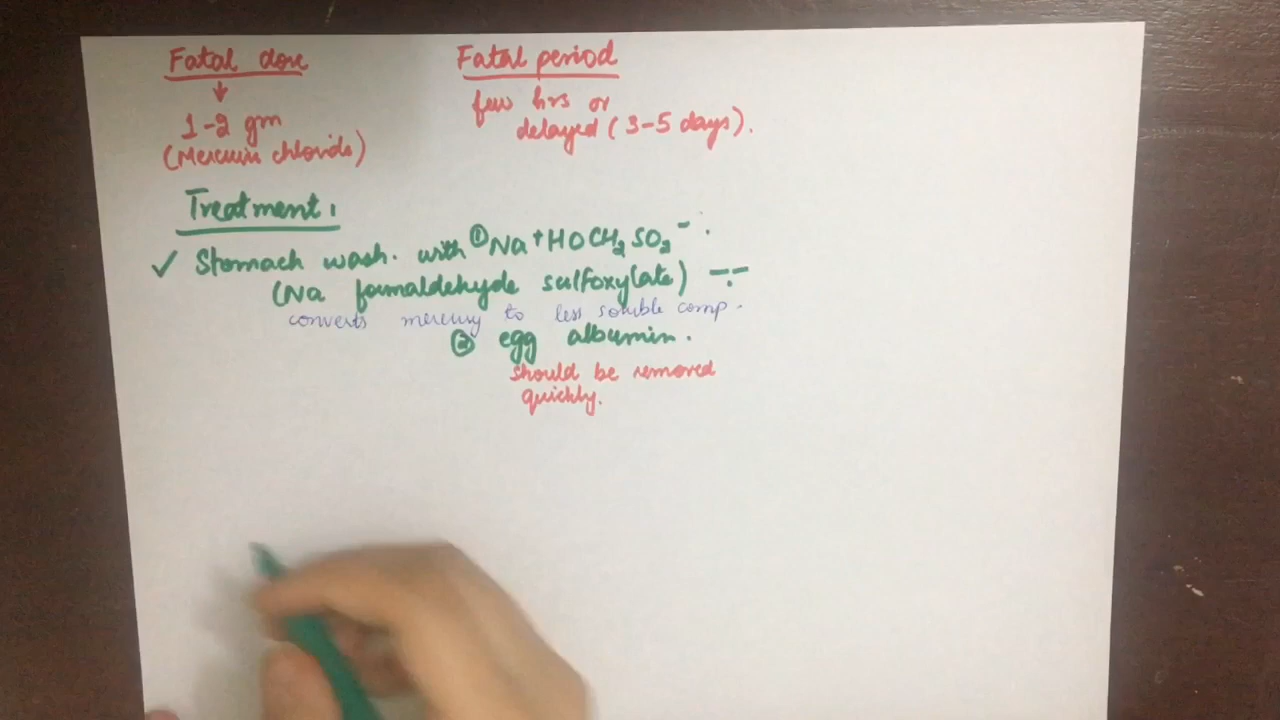 Fatal dose
↓
1-2 gm
(Mercuric chloride)
Fatal period
few hrs or
delayed (3-5 days).
Treatment:
✓ Stomach wash. with ① Na⁺HOCH₂SO₂⁻.
(Na formaldehyde sulfoxylate)
converts mercury to less soluble comp.
② egg albumin.
should be removed
quickly.